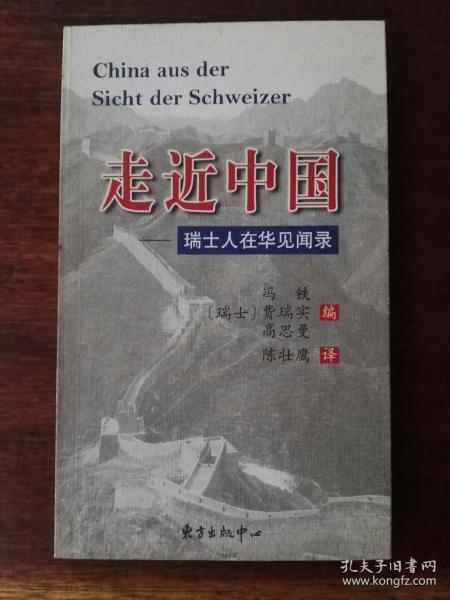 China aus der
Sicht der Schweizer
走近中国
——瑞士人在华见闻录
冯铁
〔瑞士〕费瑞实 编
高思曼
陈壮鹰 译
东方出版中心
孔夫子旧书网
www.kongfz.com